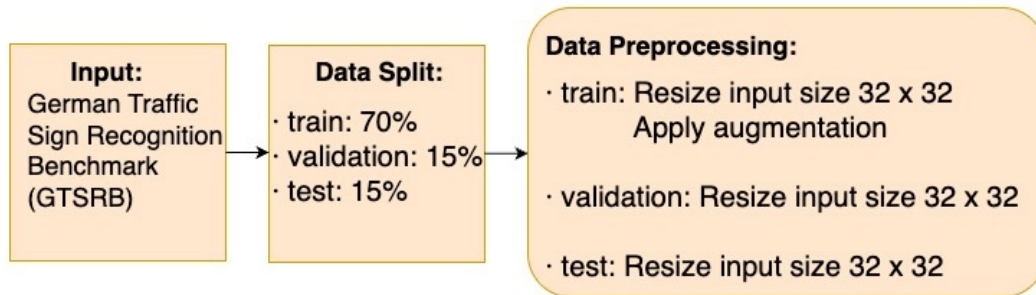 Input:
German Traffic
Sign Recognition
Benchmark
(GTSRB)
Data Split:
· train: 70%
· validation: 15%
· test: 15%
Data Preprocessing:
· train: Resize input size 32 x 32
Apply augmentation
· validation: Resize input size 32 x 32
· test: Resize input size 32 x 32